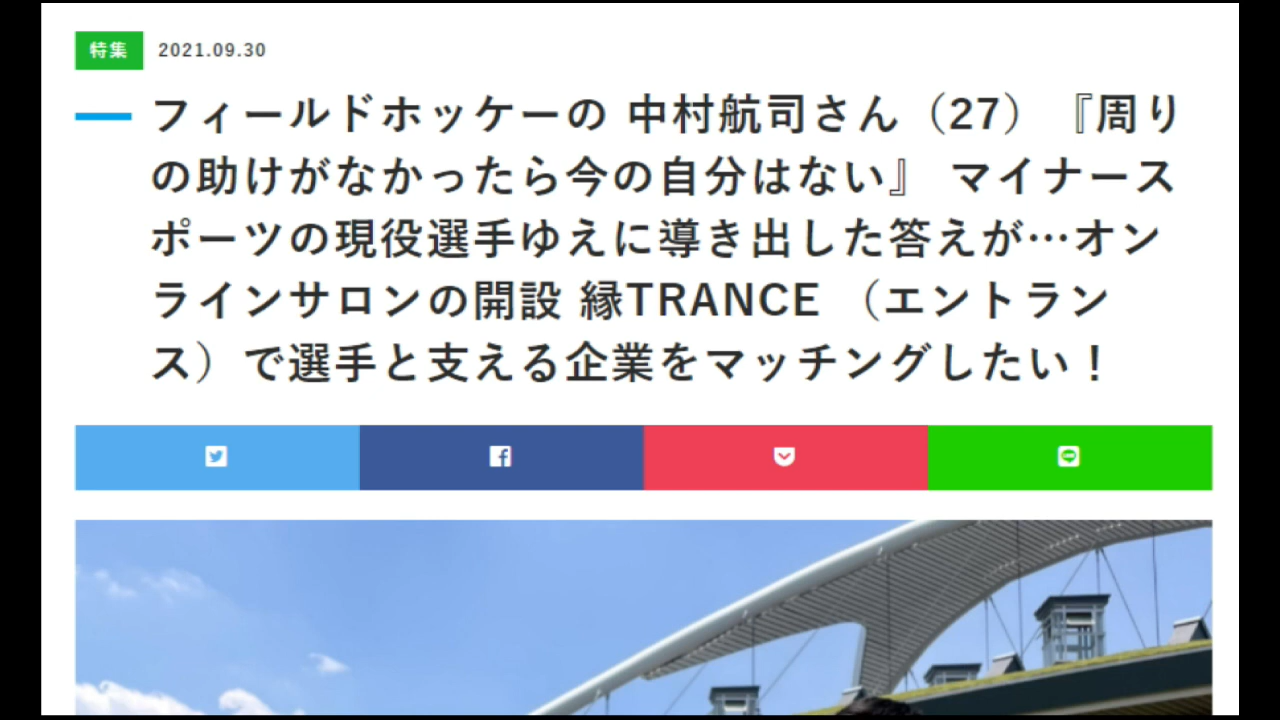 特集 2021.09.30
フィールドホッケーの 中村航司さん（27）『周り
の助けがなかったら今の自分はない』 マイナース
ポーツの現役選手ゆえに導き出した答えが…オン
ラインサロンの開設 縁TRANCE （エントラン
ス）で選手と支える企業をマッチングしたい！